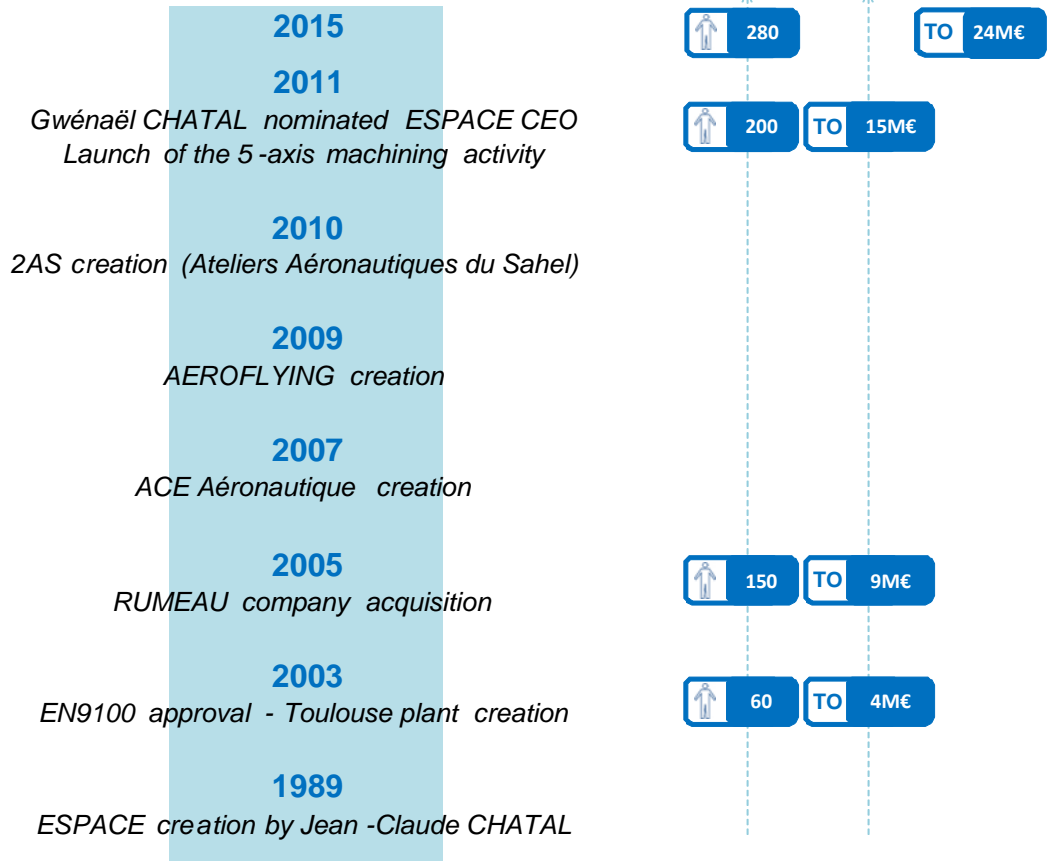 2015
280
TO 24M€
2011
Gwénaël CHATAL nominated ESPACE CEO
Launch of the 5-axis machining activity
200
TO 15M€
2010
2AS creation (Ateliers Aéronautiques du Sahel)
2009
AEROFLYING creation
2007
ACE Aéronautique creation
2005
RUMEAU company acquisition
150
TO 9M€
2003
EN9100 approval - Toulouse plant creation
60
TO 4M€
1989
ESPACE creation by Jean-Claude CHATAL